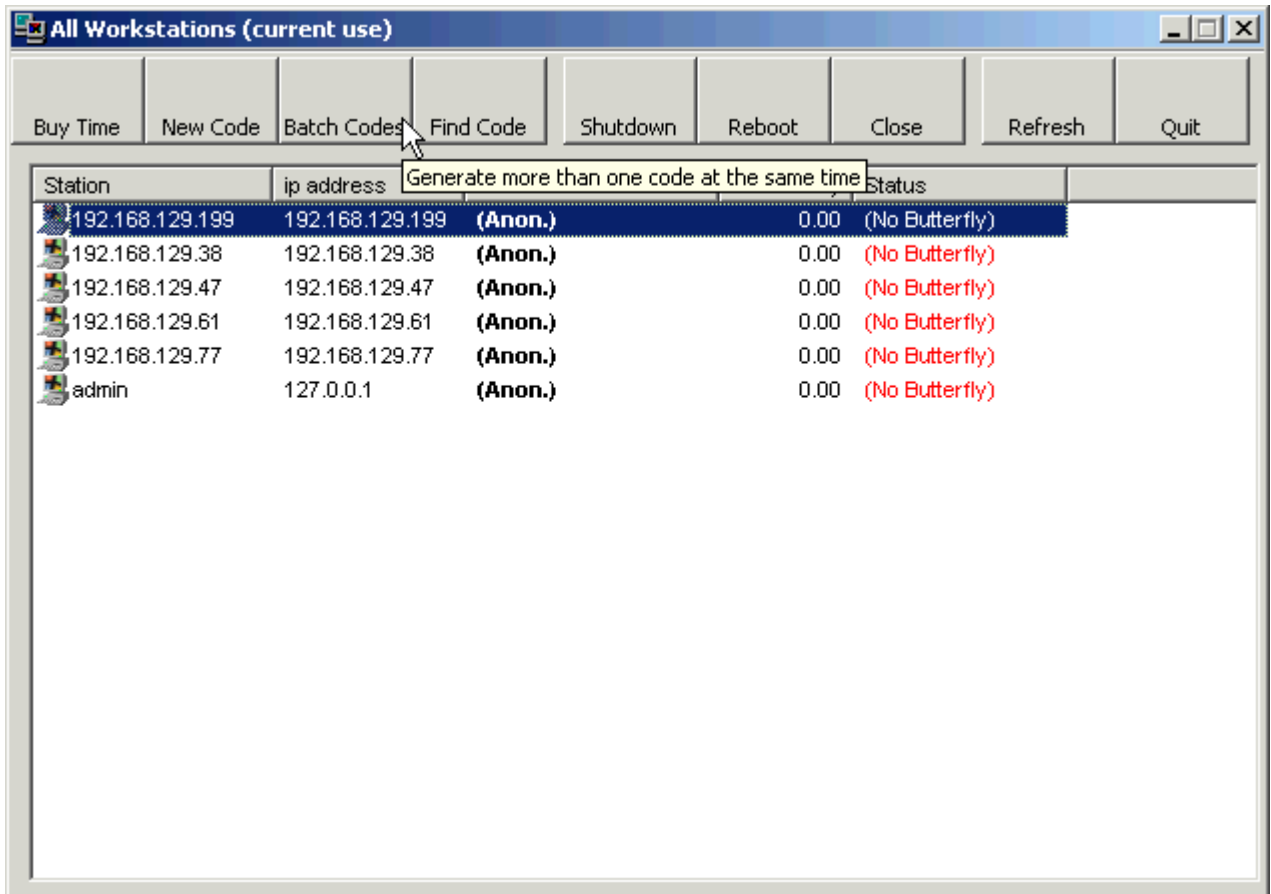 All Workstations (current use)
Buy Time New Code Batch Codes Find Code Shutdown Reboot Close Refresh Quit
Generate more than one code at the same time
Station ip address Status
192.168.129.199 192.168.129.199 (Anon.) 0.00 (No Butterfly)
192.168.129.38 192.168.129.38 (Anon.) 0.00 (No Butterfly)
192.168.129.47 192.168.129.47 (Anon.) 0.00 (No Butterfly)
192.168.129.61 192.168.129.61 (Anon.) 0.00 (No Butterfly)
192.168.129.77 192.168.129.77 (Anon.) 0.00 (No Butterfly)
admin 127.0.0.1 (Anon.) 0.00 (No Butterfly)